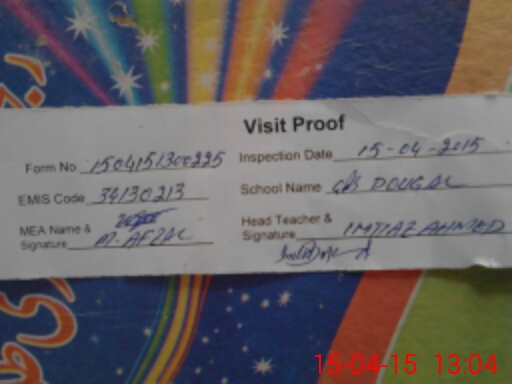 Visit Proof
Form No 1504151300225
Inspection Date 15-04-2015
EMIS Code 34130213
School Name GPS DOUGAL
MEA Name & Signature M. AFZAL
Head Teacher & Signature IMTIAZ AHMED
15-04-15 13:04